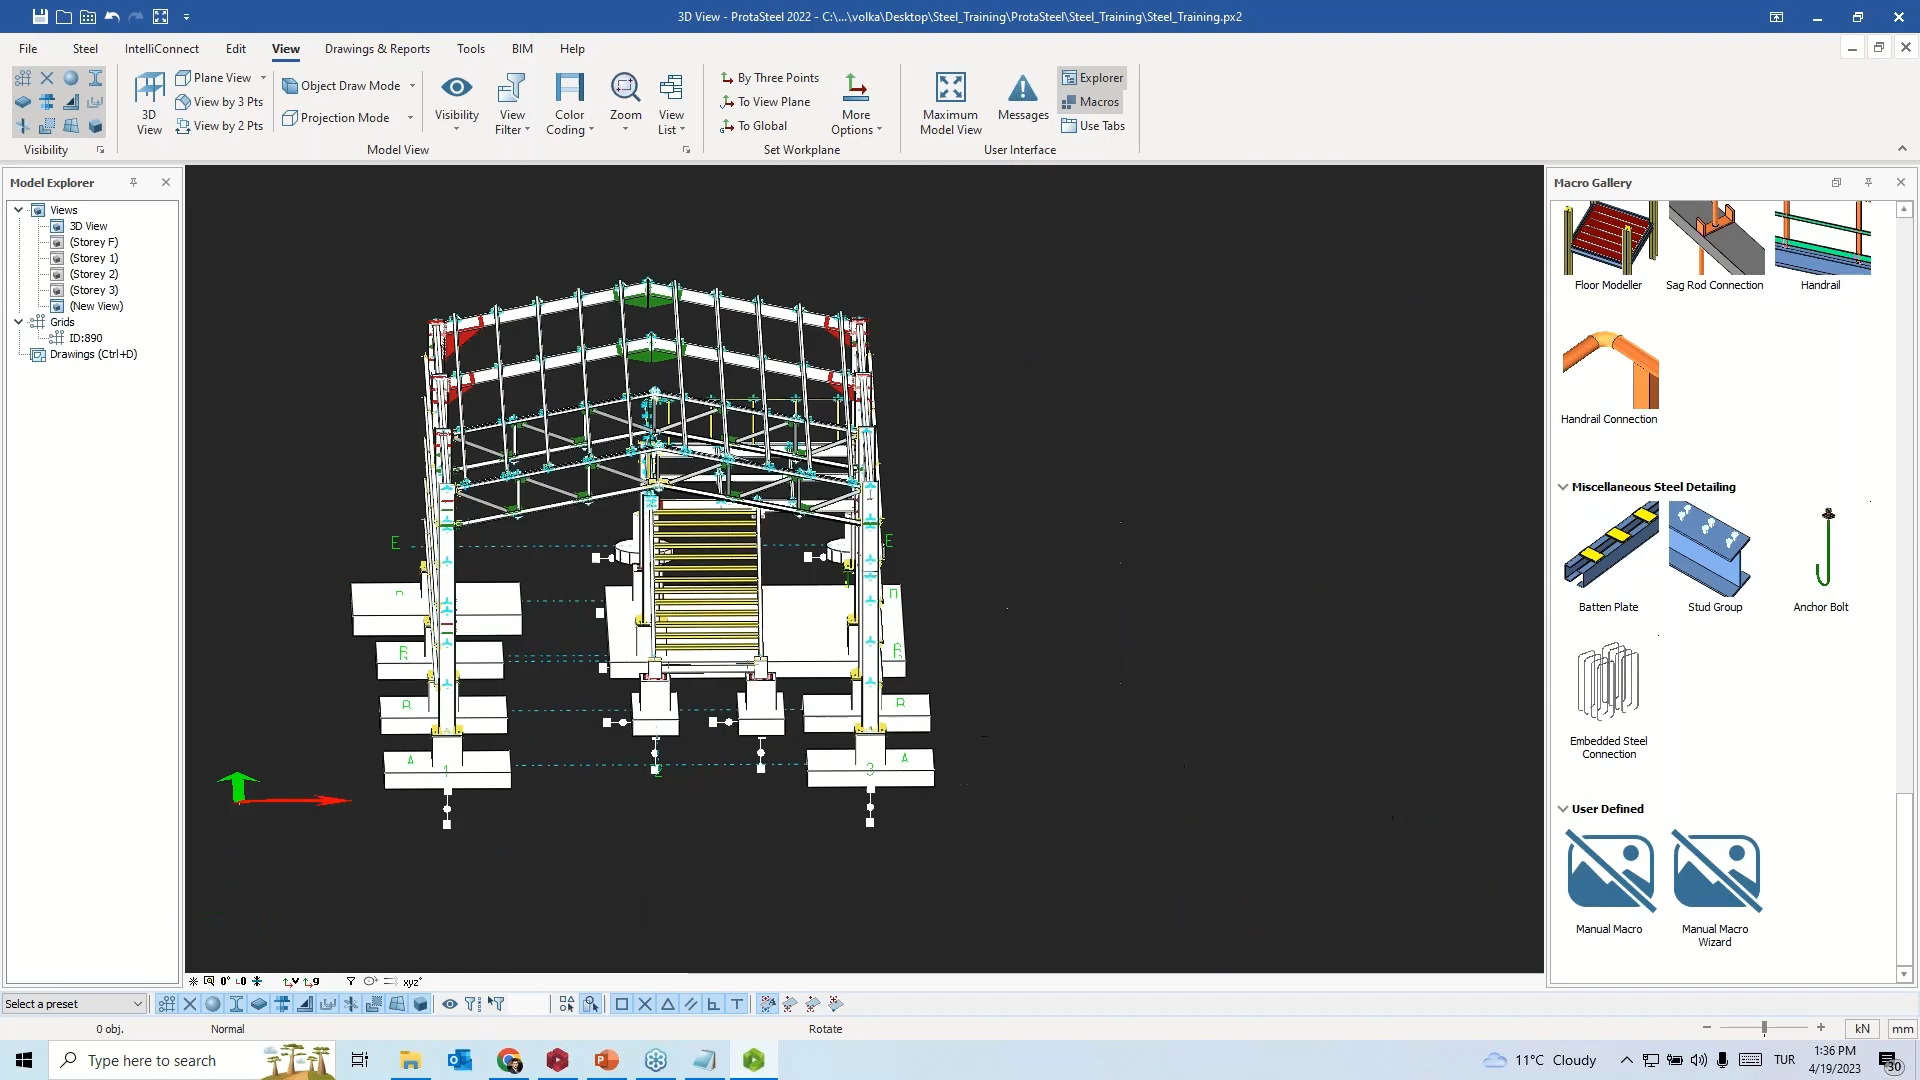 3D View - ProtaSteel 2022 - C:\...\volka\Desktop\Steel_Training\ProtaSteel\Steel_Training\Steel_Training.px2
File Steel IntelliConnect Edit View Drawings & Reports Tools BIM Help
Plane View
View by 3 Pts
View by 2 Pts
3D View
Object Draw Mode
Projection Mode
Visibility
View Filter
Color Coding
Zoom
View List
By Three Points
To View Plane
To Global
More Options
Maximum Model View
Messages
Explorer
Macros
Use Tabs
Visibility
Model View
Set Workplane
User Interface
Model Explorer
Views
3D View
(Storey F)
(Storey 1)
(Storey 2)
(Storey 3)
(New View)
Grids
ID:890
Drawings (Ctrl+D)
E E
B B
A A
1 2 3
Macro Gallery
Floor Modeller
Sag Rod Connection
Handrail
Handrail Connection
Miscellaneous Steel Detailing
Batten Plate
Stud Group
Anchor Bolt
Embedded Steel Connection
User Defined
Manual Macro
Manual Macro Wizard
xyz
Select a preset
0 obj.
Normal
Rotate
kN
mm
Type here to search
11°C Cloudy
TUR
1:36 PM
4/19/2023
30